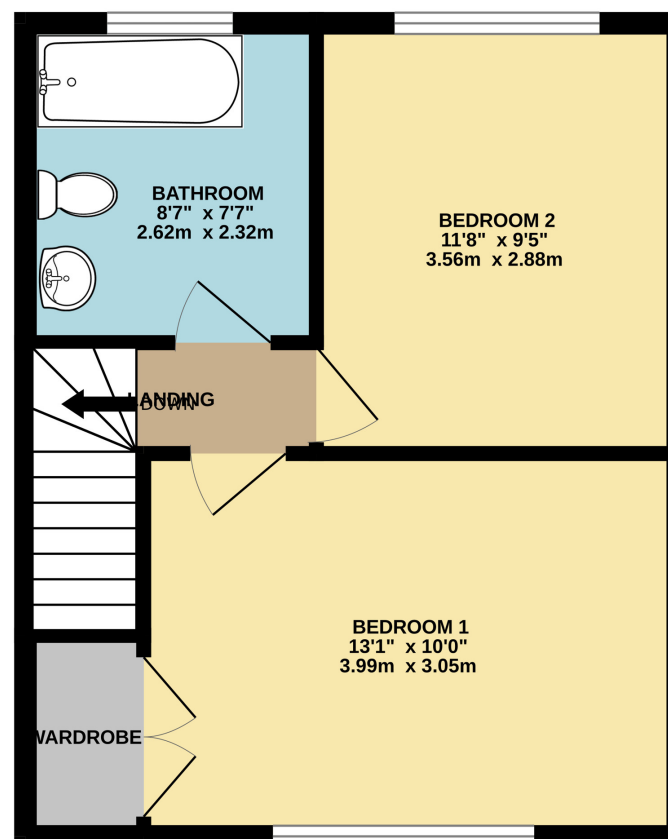 BATHROOM
8'7" x 7'7"
2.62m x 2.32m
BEDROOM 2
11'8" x 9'5"
3.56m x 2.88m
LANDING
DOWN
BEDROOM 1
13'1" x 10'0"
3.99m x 3.05m
WARDROBE